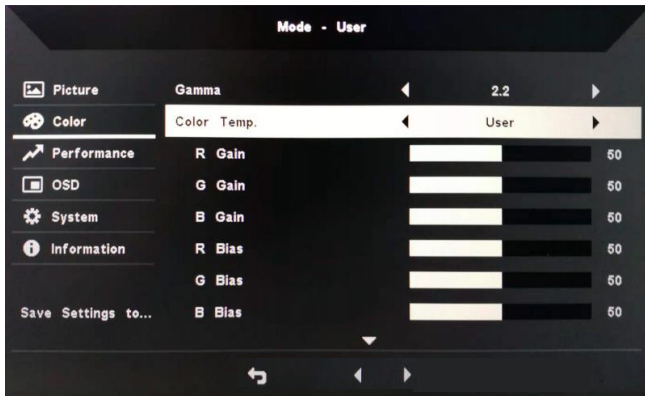 Mode - User
Picture
Gamma 2.2
Color
Color Temp. User
Performance
R Gain 50
OSD
G Gain 50
System
B Gain 50
Information
R Bias 50
G Bias 50
Save Settings to...
B Bias 50